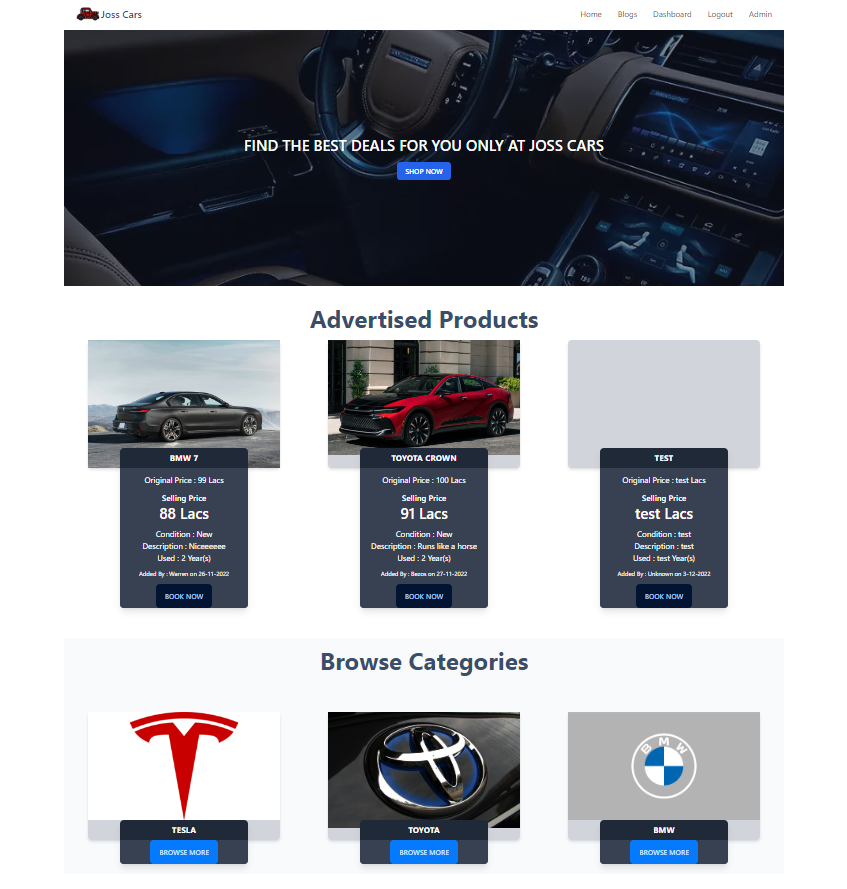 Joss Cars
Home Blogs Dashboard Logout Admin
FIND THE BEST DEALS FOR YOU ONLY AT JOSS CARS
SHOP NOW
Advertised Products
BMW 7
Original Price : 99 Lacs
Selling Price
88 Lacs
Condition : New
Description : Niceeeeee
Used : 2 Year(s)
Added By : Warren on 26-11-2022
BOOK NOW
TOYOTA CROWN
Original Price : 100 Lacs
Selling Price
91 Lacs
Condition : New
Description : Runs like a horse
Used : 2 Year(s)
Added By : Bezos on 27-11-2022
BOOK NOW
TEST
Original Price : test Lacs
Selling Price
test Lacs
Condition : test
Description : test
Used : test Year(s)
Added By : Unknown on 3-12-2022
BOOK NOW
Browse Categories
TESLA
BROWSE MORE
TOYOTA
BROWSE MORE
BMW
BMW
BROWSE MORE